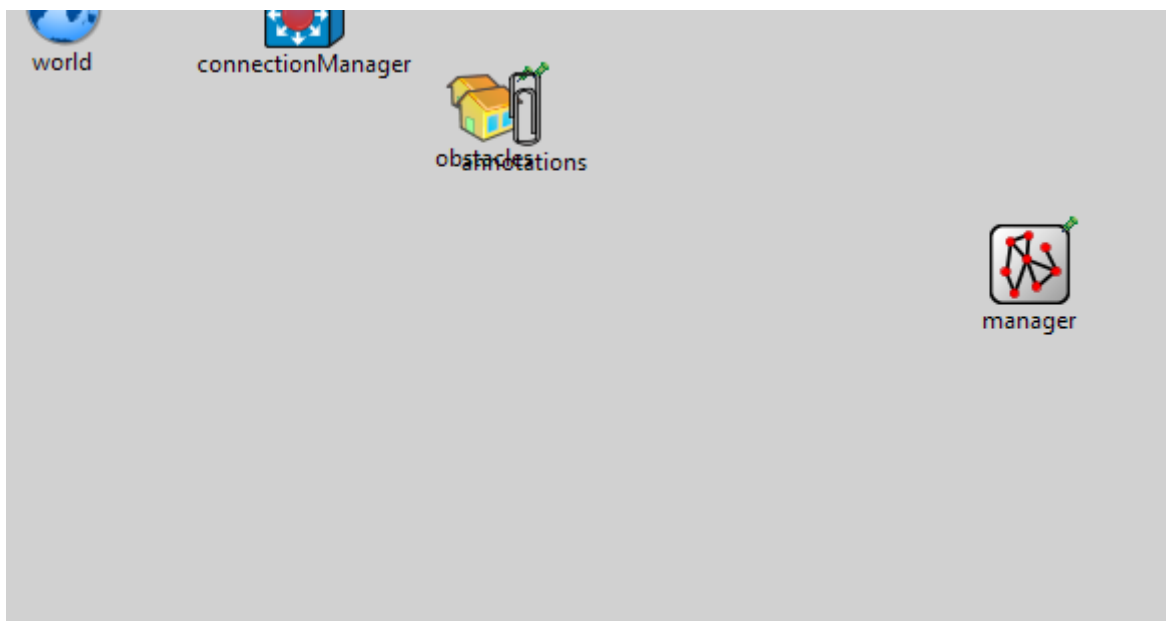 world
connectionManager
obstacles
annotations
manager